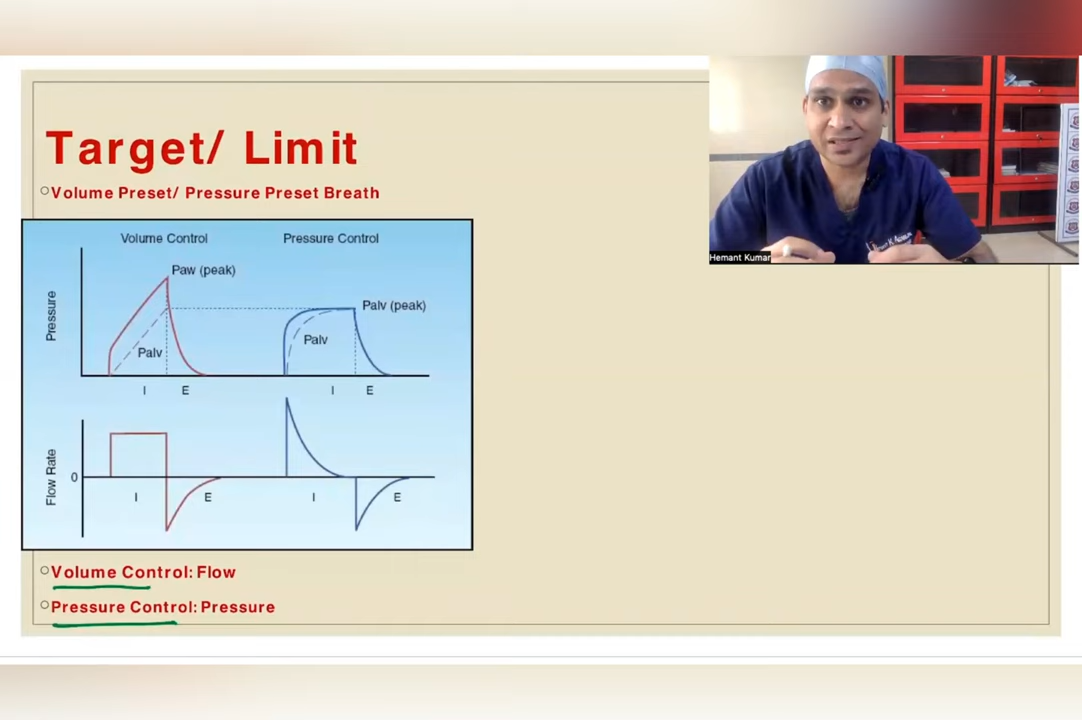 Target/ Limit
Volume Preset/ Pressure Preset Breath
Volume Control
Pressure Control
Paw (peak)
Palv (peak)
Palv
Palv
Pressure
I
E
I
E
Flow Rate
0
I
E
I
E
Volume Control: Flow
Pressure Control: Pressure
Hemant Kumar